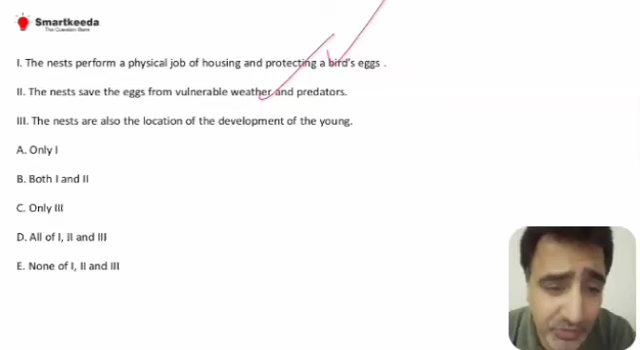 Smartkeeda
The Question Bank
I. The nests perform a physical job of housing and protecting a bird's eggs .
II. The nests save the eggs from vulnerable weather and predators.
III. The nests are also the location of the development of the young.
A. Only I
B. Both I and II
C. Only III
D. All of I, II and III
E. None of I, II and III